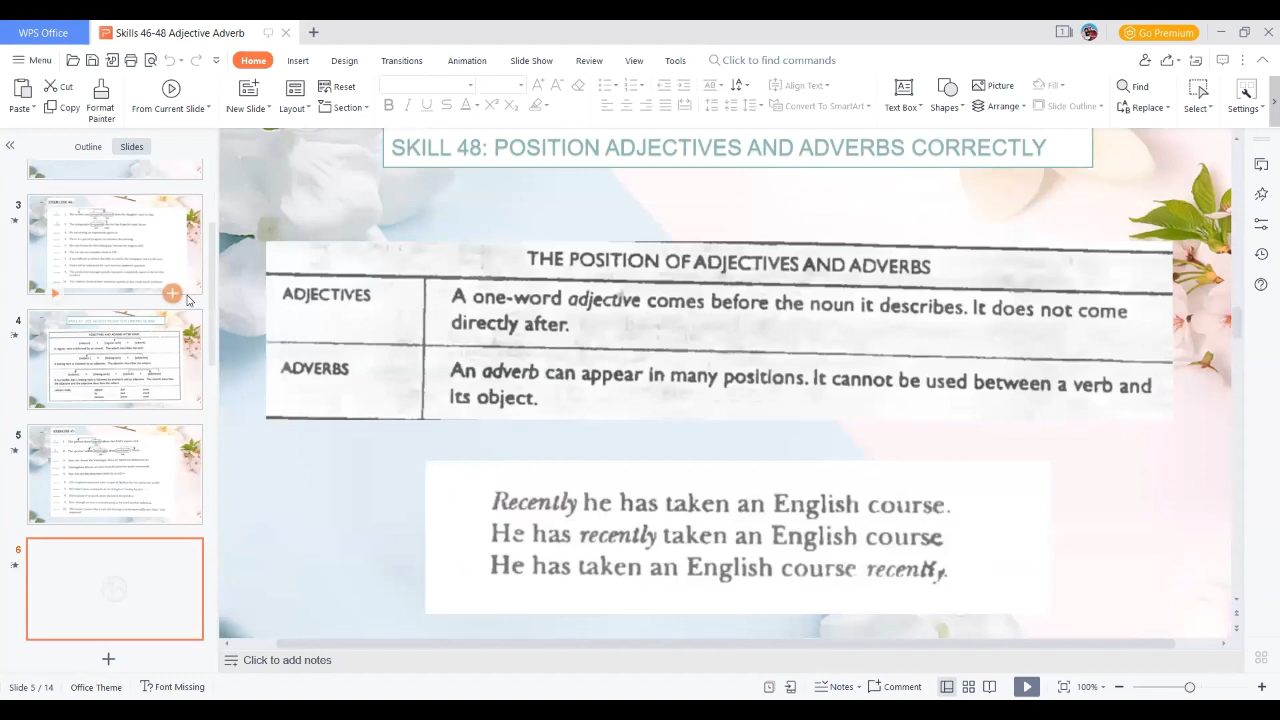 WPS Office
Skills 46-48 Adjective Adverb
Go Premium
Menu
Home
Insert
Design
Transitions
Animation
Slide Show
Review
View
Tools
Click to find commands
Cut
Copy
Format
Painter
From Current Slide
New Slide
Layout
Reset
Section
Align Text
Convert To SmartArt
Text Box
Shapes
Picture
Arrange
Fill
Slide Outline
Find
Replace
Select
Settings
Outline
Slides
3
4
5
6
SKILL 48: POSITION ADJECTIVES AND ADVERBS CORRECTLY
THE POSITION OF ADJECTIVES AND ADVERBS
ADJECTIVES
A one-word adjective comes before the noun it describes. It does not come
directly after.
ADVERBS
An adverb can appear in many positions. It cannot be used between a verb and
its object.
Recently he has taken an English course.
He has recently taken an English course
He has taken an English course recently.
Click to add notes
Slide 5 / 14
Office Theme
Font Missing
Notes
Comment
100%